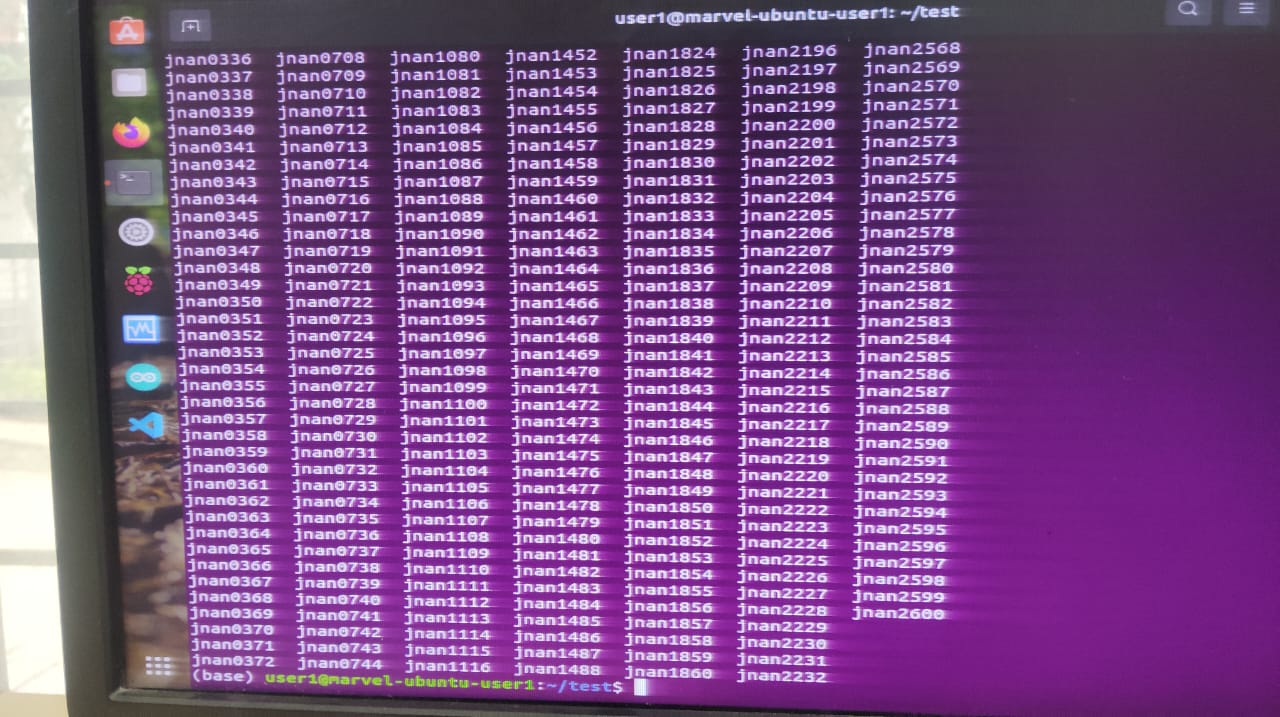 user1@marvel-ubuntu-user1: ~/test
jnan0336 jnan0708 jnan1080 jnan1452 jnan1824 jnan2196 jnan2568
jnan0337 jnan0709 jnan1081 jnan1453 jnan1825 jnan2197 jnan2569
jnan0338 jnan0710 jnan1082 jnan1454 jnan1826 jnan2198 jnan2570
jnan0339 jnan0711 jnan1083 jnan1455 jnan1827 jnan2199 jnan2571
jnan0340 jnan0712 jnan1084 jnan1456 jnan1828 jnan2200 jnan2572
jnan0341 jnan0713 jnan1085 jnan1457 jnan1829 jnan2201 jnan2573
jnan0342 jnan0714 jnan1086 jnan1458 jnan1830 jnan2202 jnan2574
jnan0343 jnan0715 jnan1087 jnan1459 jnan1831 jnan2203 jnan2575
jnan0344 jnan0716 jnan1088 jnan1460 jnan1832 jnan2204 jnan2576
jnan0345 jnan0717 jnan1089 jnan1461 jnan1833 jnan2205 jnan2577
jnan0346 jnan0718 jnan1090 jnan1462 jnan1834 jnan2206 jnan2578
jnan0347 jnan0719 jnan1091 jnan1463 jnan1835 jnan2207 jnan2579
jnan0348 jnan0720 jnan1092 jnan1464 jnan1836 jnan2208 jnan2580
jnan0349 jnan0721 jnan1093 jnan1465 jnan1837 jnan2209 jnan2581
jnan0350 jnan0722 jnan1094 jnan1466 jnan1838 jnan2210 jnan2582
jnan0351 jnan0723 jnan1095 jnan1467 jnan1839 jnan2211 jnan2583
jnan0352 jnan0724 jnan1096 jnan1468 jnan1840 jnan2212 jnan2584
jnan0353 jnan0725 jnan1097 jnan1469 jnan1841 jnan2213 jnan2585
jnan0354 jnan0726 jnan1098 jnan1470 jnan1842 jnan2214 jnan2586
jnan0355 jnan0727 jnan1099 jnan1471 jnan1843 jnan2215 jnan2587
jnan0356 jnan0728 jnan1100 jnan1472 jnan1844 jnan2216 jnan2588
jnan0357 jnan0729 jnan1101 jnan1473 jnan1845 jnan2217 jnan2589
jnan0358 jnan0730 jnan1102 jnan1474 jnan1846 jnan2218 jnan2590
jnan0359 jnan0731 jnan1103 jnan1475 jnan1847 jnan2219 jnan2591
jnan0360 jnan0732 jnan1104 jnan1476 jnan1848 jnan2220 jnan2592
jnan0361 jnan0733 jnan1105 jnan1477 jnan1849 jnan2221 jnan2593
jnan0362 jnan0734 jnan1106 jnan1478 jnan1850 jnan2222 jnan2594
jnan0363 jnan0735 jnan1107 jnan1479 jnan1851 jnan2223 jnan2595
jnan0364 jnan0736 jnan1108 jnan1480 jnan1852 jnan2224 jnan2596
jnan0365 jnan0737 jnan1109 jnan1481 jnan1853 jnan2225 jnan2597
jnan0366 jnan0738 jnan1110 jnan1482 jnan1854 jnan2226 jnan2598
jnan0367 jnan0739 jnan1111 jnan1483 jnan1855 jnan2227 jnan2599
jnan0368 jnan0740 jnan1112 jnan1484 jnan1856 jnan2228 jnan2600
jnan0369 jnan0741 jnan1113 jnan1485 jnan1857 jnan2229
jnan0370 jnan0742 jnan1114 jnan1486 jnan1858 jnan2230
jnan0371 jnan0743 jnan1115 jnan1487 jnan1859 jnan2231
jnan0372 jnan0744 jnan1116 jnan1488 jnan1860 jnan2232
(base) user1@marvel-ubuntu-user1:~/test$